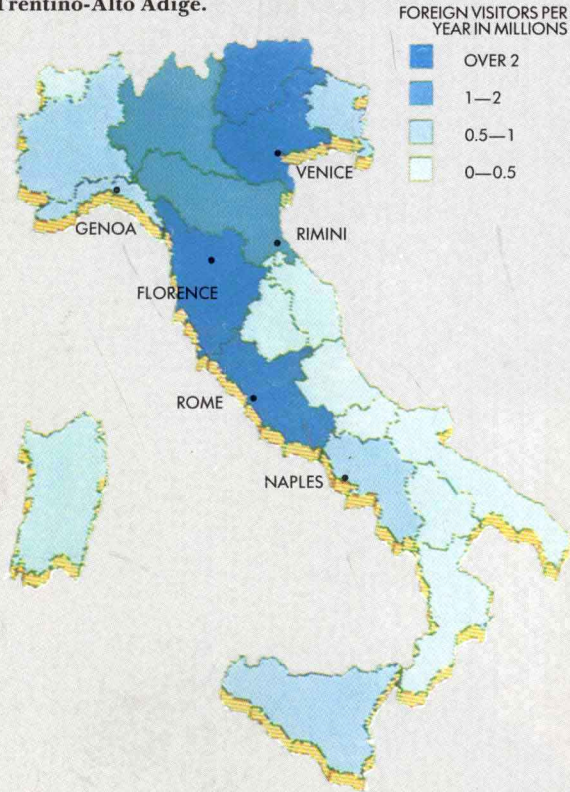 Trentino-Alto Adige.
FOREIGN VISITORS PER
YEAR IN MILLIONS
OVER 2
1—2
0.5—1
0—0.5
VENICE
GENOA
RIMINI
FLORENCE
ROME
NAPLES